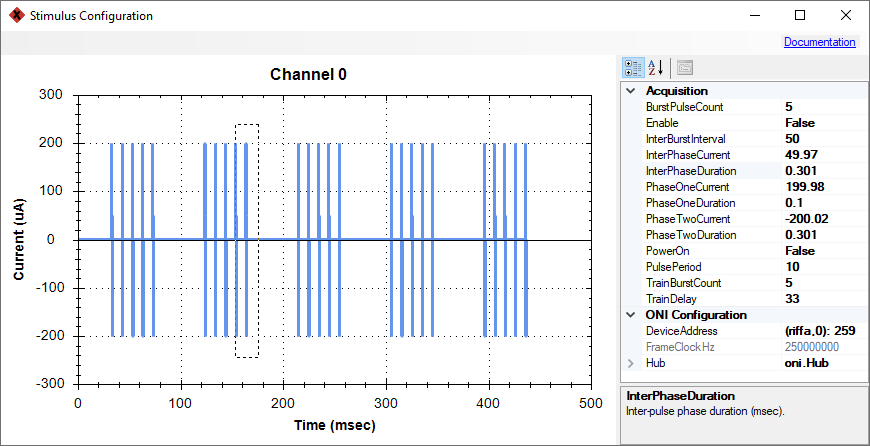 Stimulus Configuration
Documentation
Channel 0
300
200
100
0
-100
-200
-300
Current (uA)
0 100 200 300 400 500
Time (msec)
Acquisition
BurstPulseCount 5
Enable False
InterBurstInterval 50
InterPhaseCurrent 49.97
InterPhaseDuration 0.301
PhaseOneCurrent 199.98
PhaseOneDuration 0.1
PhaseTwoCurrent -200.02
PhaseTwoDuration 0.301
PowerOn False
PulsePeriod 10
TrainBurstCount 5
TrainDelay 33
ONI Configuration
DeviceAddress (riffa,0): 259
FrameClockHz 250000000
Hub oni.Hub
InterPhaseDuration
Inter-pulse phase duration (msec).